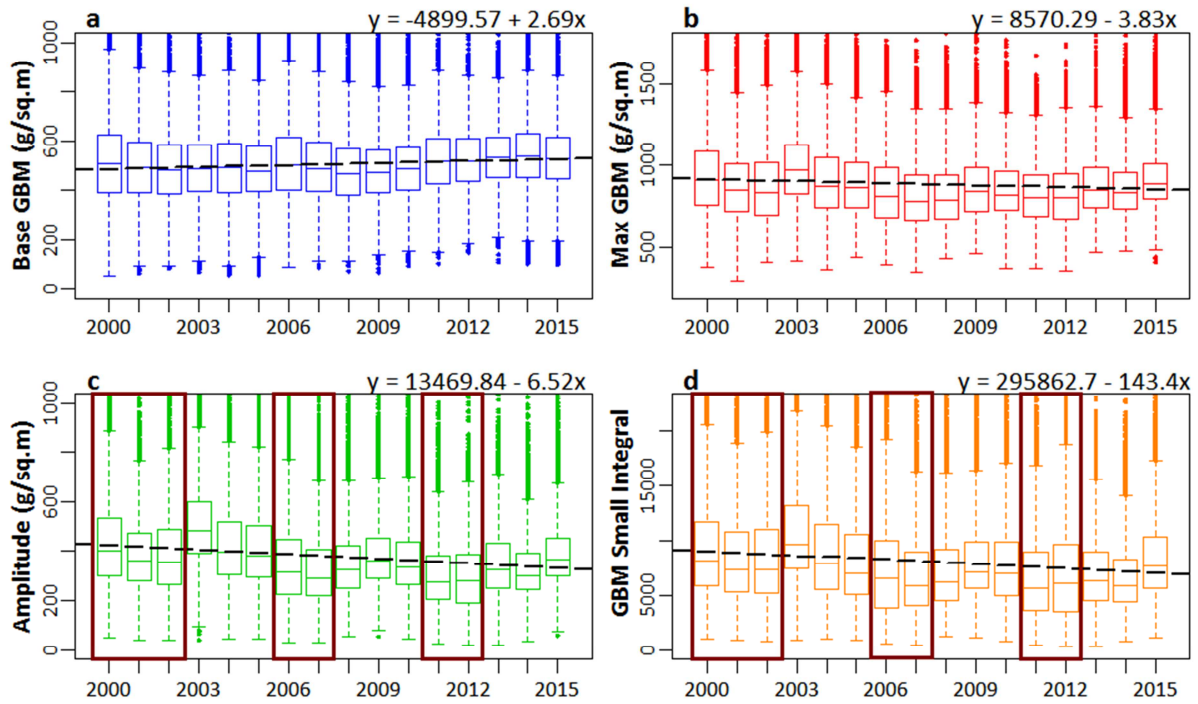 a
y = -4899.57 + 2.69x
Base GBM (g/sq.m)
1000
600
200
0
2000 2003 2006 2009 2012 2015
b
y = 8570.29 - 3.83x
Max GBM (g/sq.m)
1500
1000
500
2000 2003 2006 2009 2012 2015
c
y = 13469.84 - 6.52x
Amplitude (g/sq.m)
1000
600
200
0
2000 2003 2006 2009 2012 2015
d
y = 295862.7 - 143.4x
GBM Small Integral
15000
5000
0
2000 2003 2006 2009 2012 2015